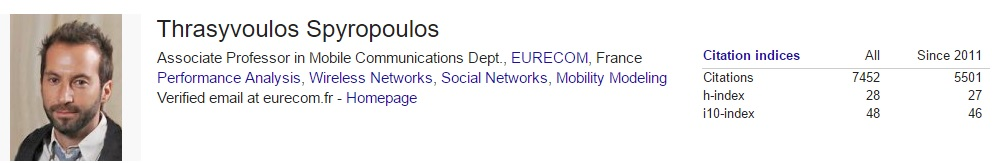 Thrasyvoulos Spyropoulos
Associate Professor in Mobile Communications Dept., EURECOM, France
Performance Analysis, Wireless Networks, Social Networks, Mobility Modeling
Verified email at eurecom.fr - Homepage
Citation indices All Since 2011
Citations 7452 5501
h-index 28 27
i10-index 48 46